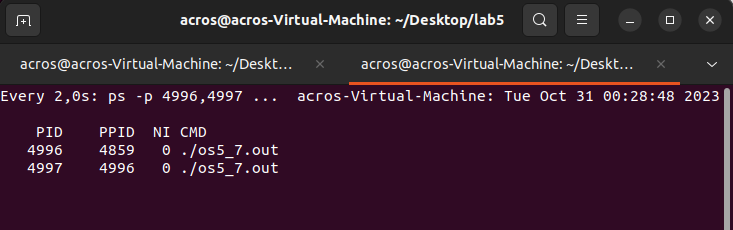 acros@acros-Virtual-Machine: ~/Desktop/lab5
acros@acros-Virtual-Machine: ~/Deskt... acros@acros-Virtual-Machine: ~/Deskt...
Every 2,0s: ps -p 4996,4997 ...  acros-Virtual-Machine: Tue Oct 31 00:28:48 2023
PID    PPID  NI CMD
4996    4859   0 ./os5_7.out
4997    4996   0 ./os5_7.out